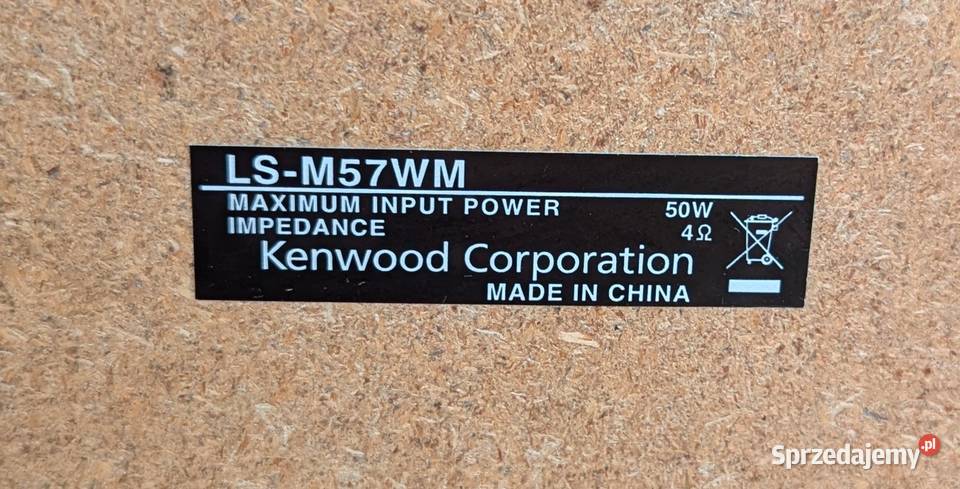 LS-M57WM
MAXIMUM INPUT POWER 50W
IMPEDANCE 4Ω
Kenwood Corporation
MADE IN CHINA
Sprzedajemy.pl